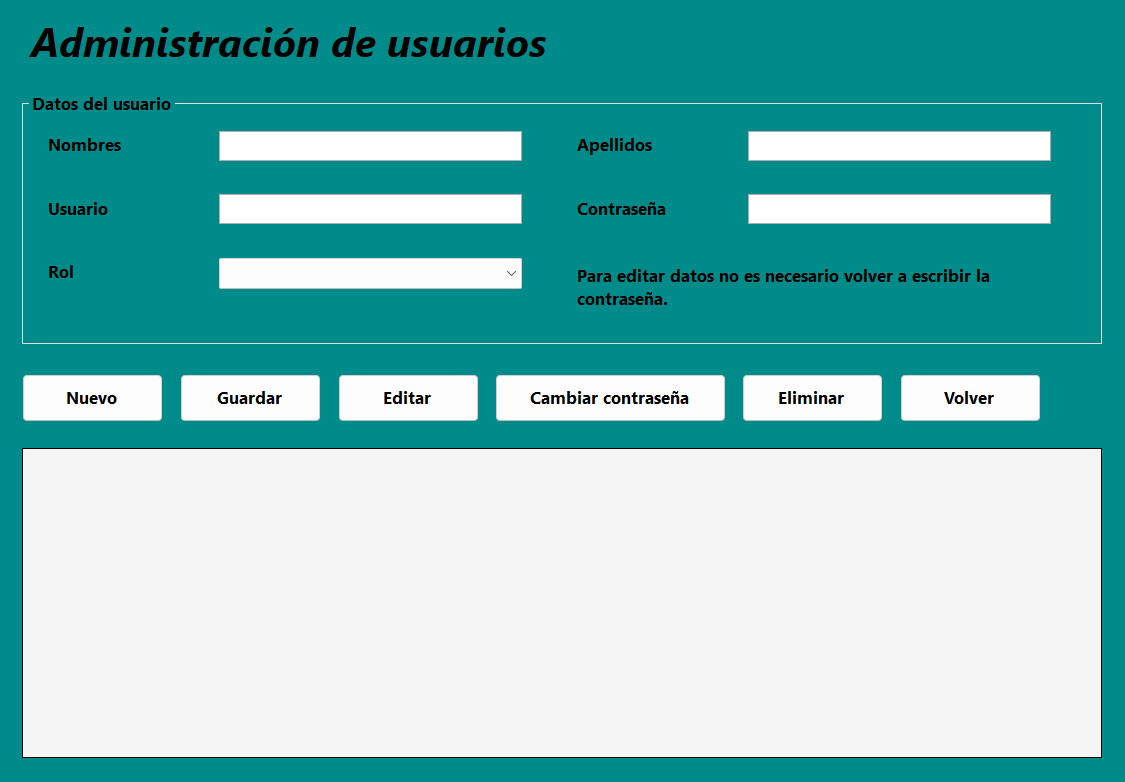 Administración de usuarios
Datos del usuario
Nombres
Apellidos
Usuario
Contraseña
Rol
Para editar datos no es necesario volver a escribir la
contraseña.
Nuevo
Guardar
Editar
Cambiar contraseña
Eliminar
Volver